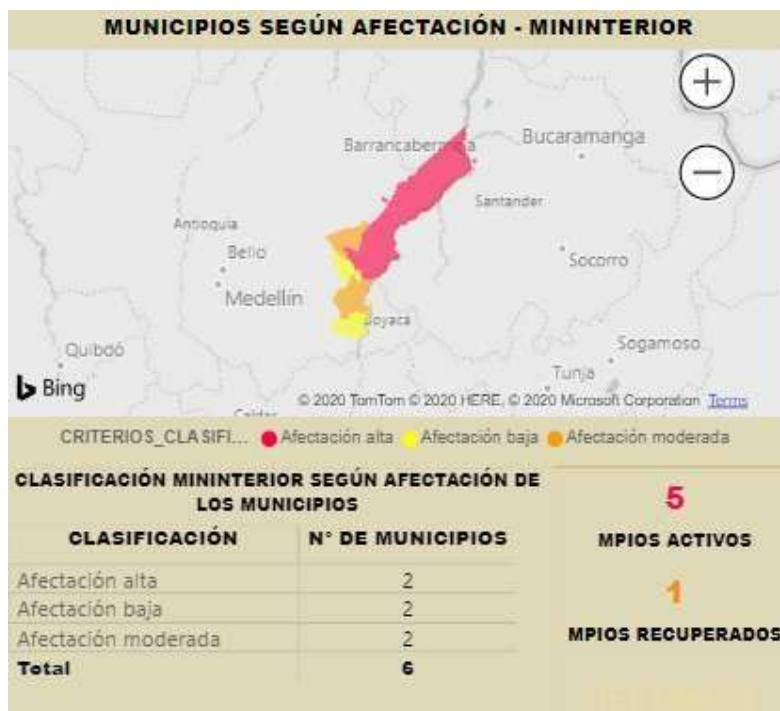 MUNICIPIOS SEGÚN AFECTACIÓN - MININTERIOR
+
Barrancabermeja
Bucaramanga
−
Santander
Antioquia
Bello
Socorro
Medellín
Boyacá
Sogamoso
Quibdó
Tunja
Bing
© 2020 TomTom © 2020 HERE, © 2020 Microsoft Corporation Terms
CRITERIOS_CLASIFI... Afectación alta Afectación baja Afectación moderada
CLASIFICACIÓN MININTERIOR SEGÚN AFECTACIÓN DE
LOS MUNICIPIOS
CLASIFICACIÓN N° DE MUNICIPIOS
Afectación alta 2
Afectación baja 2
Afectación moderada 2
Total 6
5
MPIOS ACTIVOS
1
MPIOS RECUPERADOS